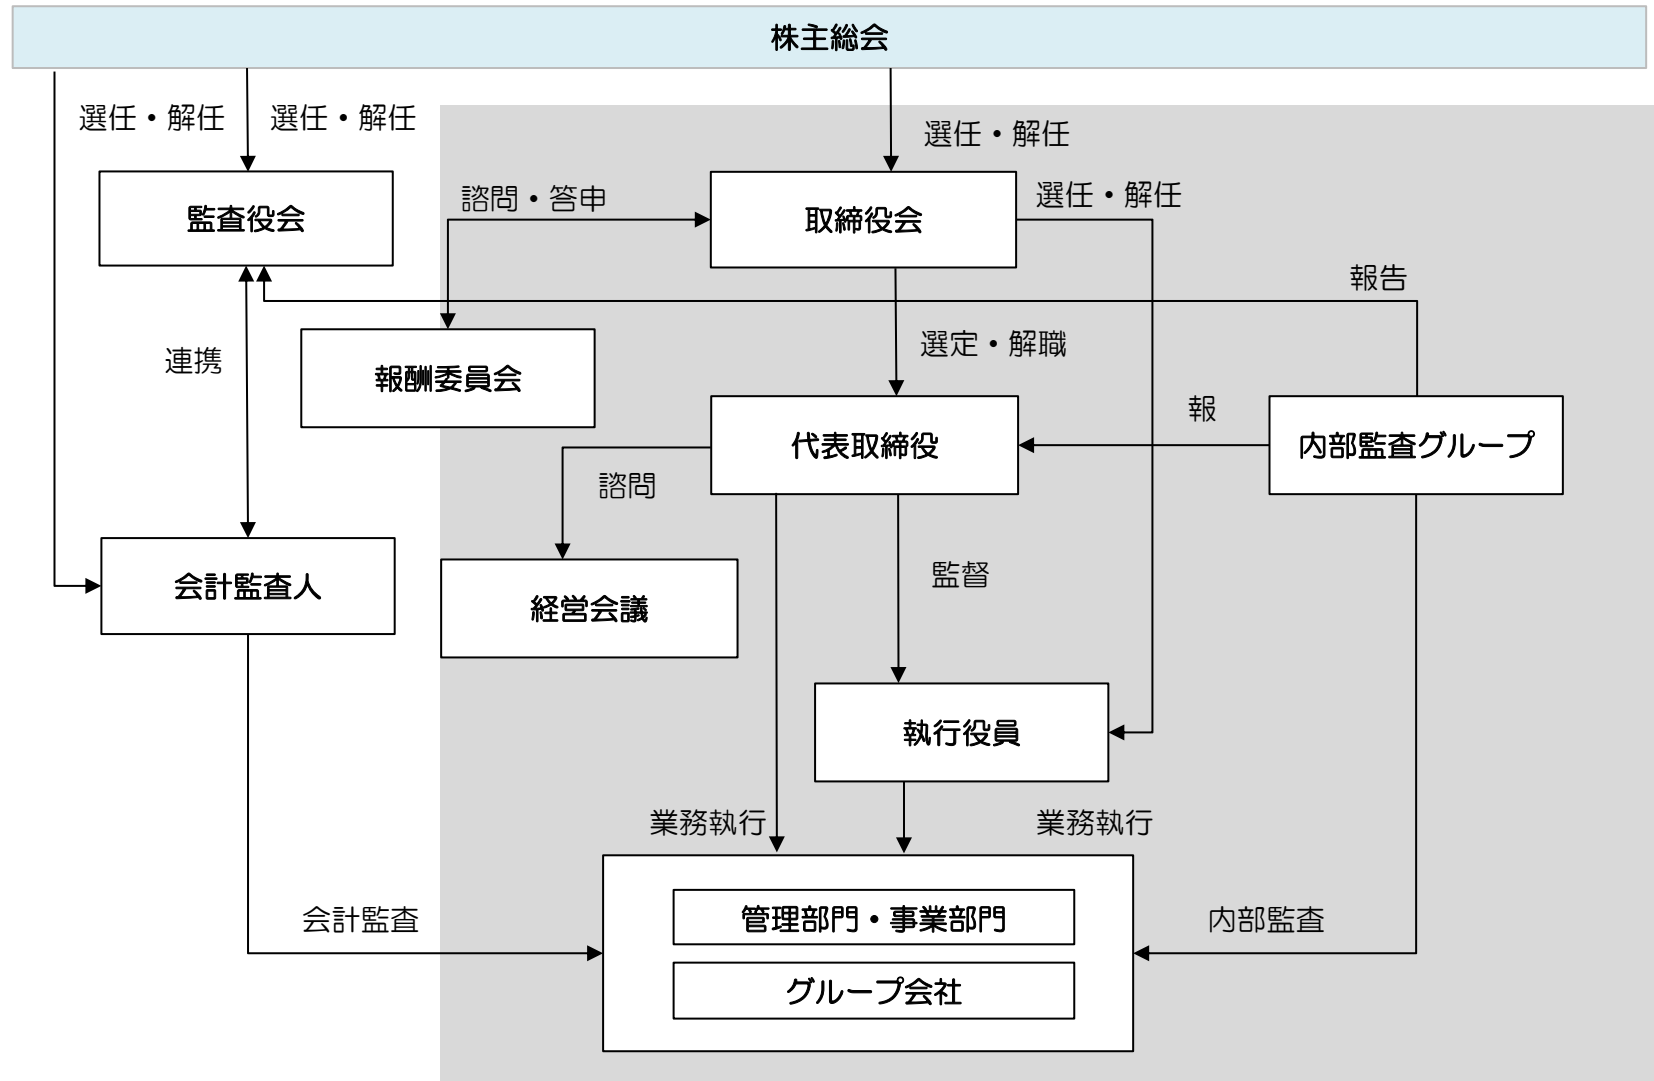 株主総会
選任・解任
選任・解任
選任・解任
監査役会
諮問・答申
取締役会
選任・解任
報告
連携
報酬委員会
選定・解職
代表取締役
報
内部監査グループ
諮問
会計監査人
経営会議
監督
執行役員
業務執行
業務執行
会計監査
管理部門・事業部門
内部監査
グループ会社